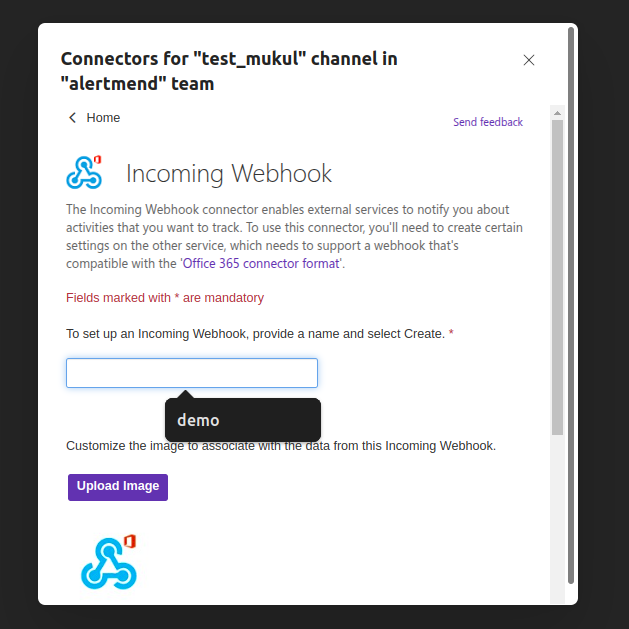 Connectors for "test_mukul" channel in
"alertmend" team
Home
Send feedback
Incoming Webhook
The Incoming Webhook connector enables external services to notify you about
activities that you want to track. To use this connector, you'll need to create certain
settings on the other service, which needs to support a webhook that's
compatible with the 'Office 365 connector format'.
Fields marked with * are mandatory
To set up an Incoming Webhook, provide a name and select Create. *
demo
Customize the image to associate with the data from this Incoming Webhook.
Upload Image